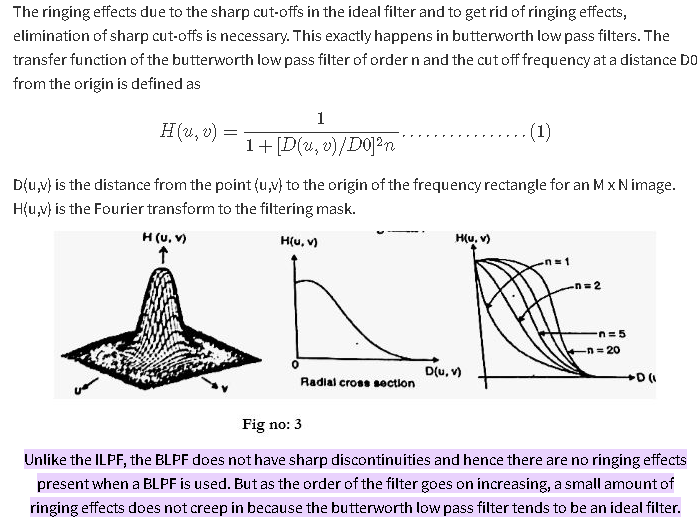 The ringing effects due to the sharp cut-offs in the ideal filter and to get rid of ringing effects,
elimination of sharp cut-offs is necessary. This exactly happens in butterworth low pass filters. The
transfer function of the butterworth low pass filter of order n and the cut off frequency at a distance D0
from the origin is defined as
H(u, v) = 1 / 1 + [D(u, v)/D0]²n ................(1)
D(u,v) is the distance from the point (u,v) to the origin of the frequency rectangle for an M x N image.
H(u,v) is the Fourier transform to the filtering mask.
H (u, v)
u
v
H(u, v)
0
D(u, v)
Radial cross section
H(u, v)
n = 1
n = 2
n = 5
n = 20
D (
Fig no: 3
Unlike the ILPF, the BLPF does not have sharp discontinuities and hence there are no ringing effects
present when a BLPF is used. But as the order of the filter goes on increasing, a small amount of
ringing effects does not creep in because the butterworth low pass filter tends to be an ideal filter.